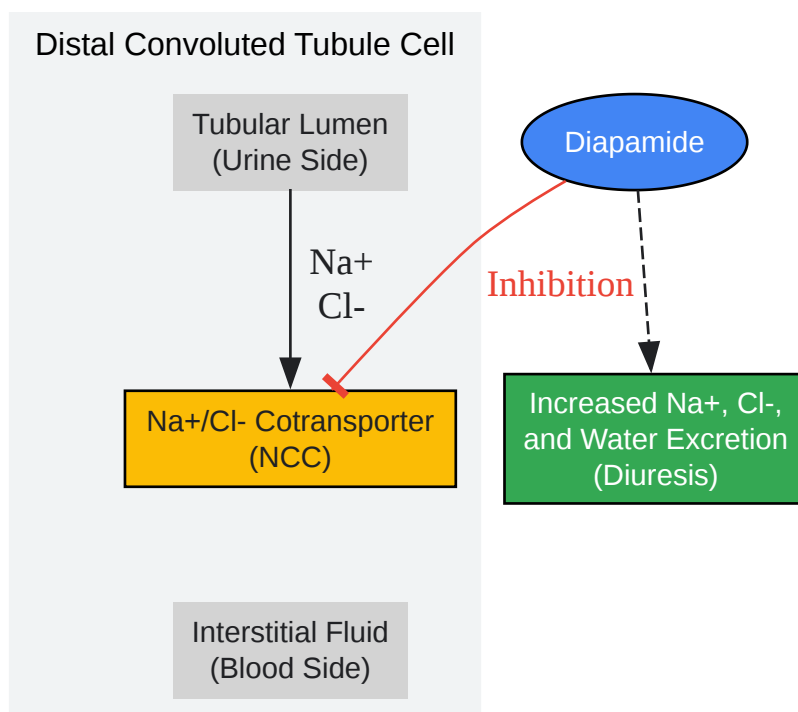 Distal Convoluted Tubule Cell
Tubular Lumen
(Urine Side)
Diapamide
Na+
Cl-
Inhibition
Na+/Cl- Cotransporter
(NCC)
Increased Na+, Cl-,
and Water Excretion
(Diuresis)
Interstitial Fluid
(Blood Side)